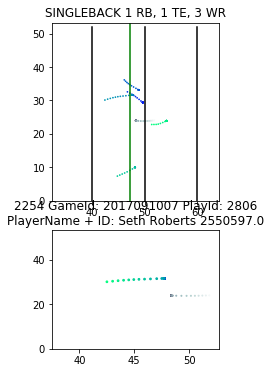 SINGLEBACK 1 RB, 1 TE, 3 WR
50
40
30
20
10
0
40 50 60
2254 GameId: 2017091007 PlayId: 2806
PlayerName + ID: Seth Roberts 2550597.0
40
20
0
40 45 50